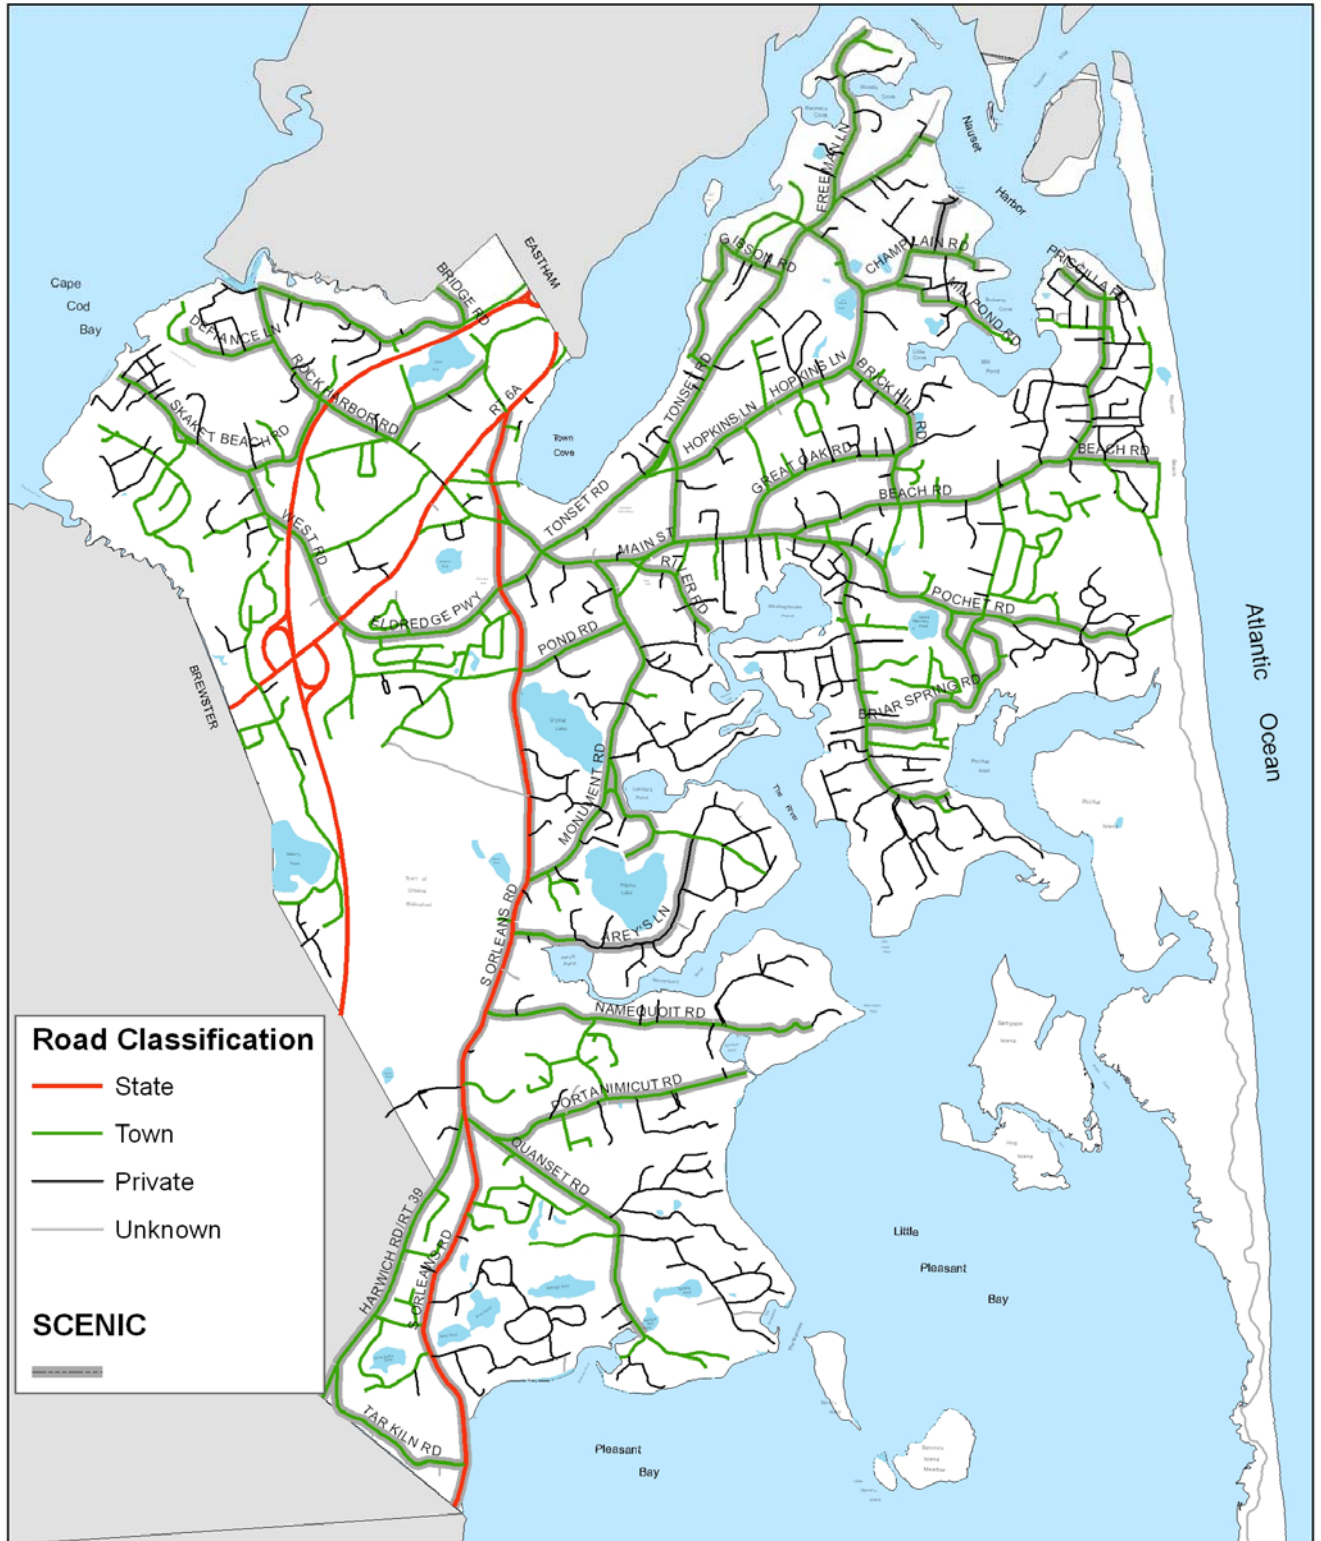 Nauset
Harbor
EASTHAM
Cape
Cod
Bay
BRIDGE RD
FREEMAN LN
GIBSON RD
CHAMPLAIN RD
MILL POND RD
PRISCILLA RD
DEFIANCE LN
ROCK HARBOR RD
SKAKET BEACH RD
RT 6A
TONSET RD
HOPKINS LN
HOPKINS LN
BRICK HILL
RD
Town
Cove
GREAT OAK RD
BEACH RD
BEACH RD
TONSET RD
WEST RD
MAIN ST
RIVER RD
ELDREDGE PWY
POND RD
POCHET RD
BRIAR SPRING RD
BREWSTER
Atlantic
Ocean
MONUMENT RD
The River
S ORLEANS RD
AREY'S LN
NAMEQUOIT RD
PORTANIMICUT RD
QUANSET RD
HARWICH RD/RT 39
S ORLEANS RD
TAR KILN RD
Little
Pleasant
Bay
Pleasant
Bay
Road Classification
State
Town
Private
Unknown
SCENIC